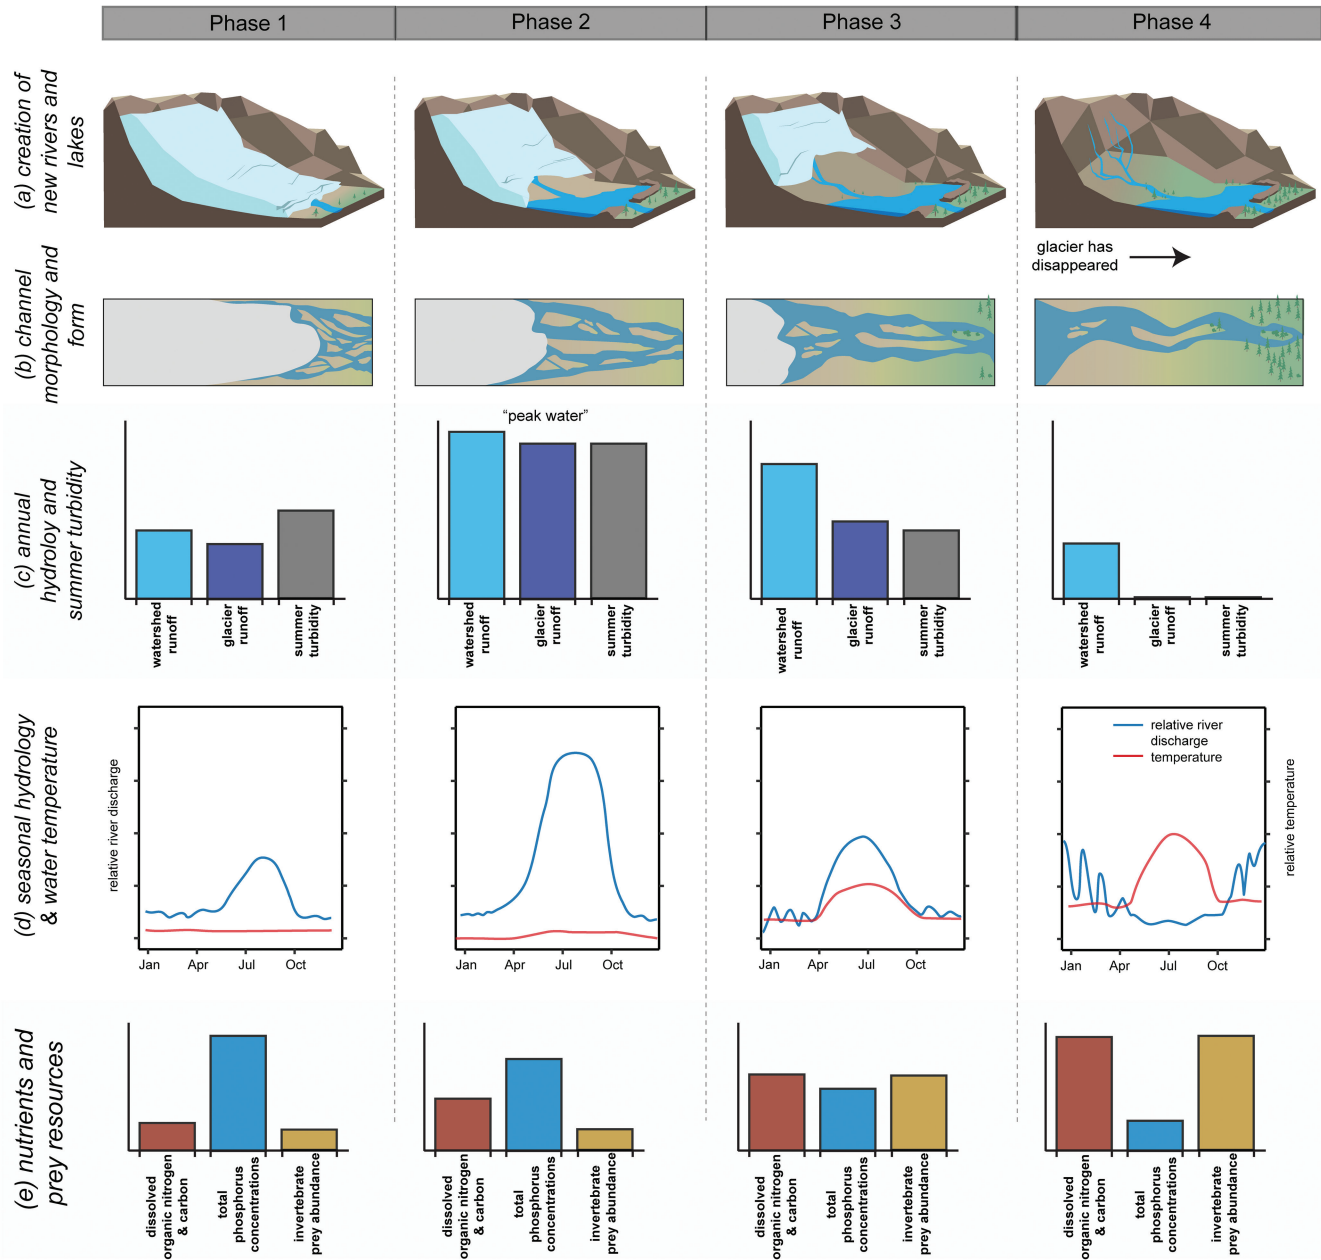 Phase 1
Phase 2
Phase 3
Phase 4
(a) creation of
new rivers and
lakes
glacier has
disappeared
(b) channel
morphology and
form
(c) annual
hydroloy and
summer turbidity
watershed
runoff
glacier
runoff
summer
turbidity
"peak water"
watershed
runoff
glacier
runoff
summer
turbidity
watershed
runoff
glacier
runoff
summer
turbidity
watershed
runoff
glacier
runoff
summer
turbidity
(d) seasonal hydrology
& water temperature
relative river discharge
Jan Apr Jul Oct
Jan Apr Jul Oct
Jan Apr Jul Oct
relative river
discharge
temperature
Jan Apr Jul Oct
relative temperature
(e) nutrients and
prey resources
dissolved
organic nitrogen
& carbon
total
phosphorus
concentrations
invertebrate
prey abundance
dissolved
organic nitrogen
& carbon
total
phosphorus
concentrations
invertebrate
prey abundance
dissolved
organic nitrogen
& carbon
total
phosphorus
concentrations
invertebrate
prey abundance
dissolved
organic nitrogen
& carbon
total
phosphorus
concentrations
invertebrate
prey abundance